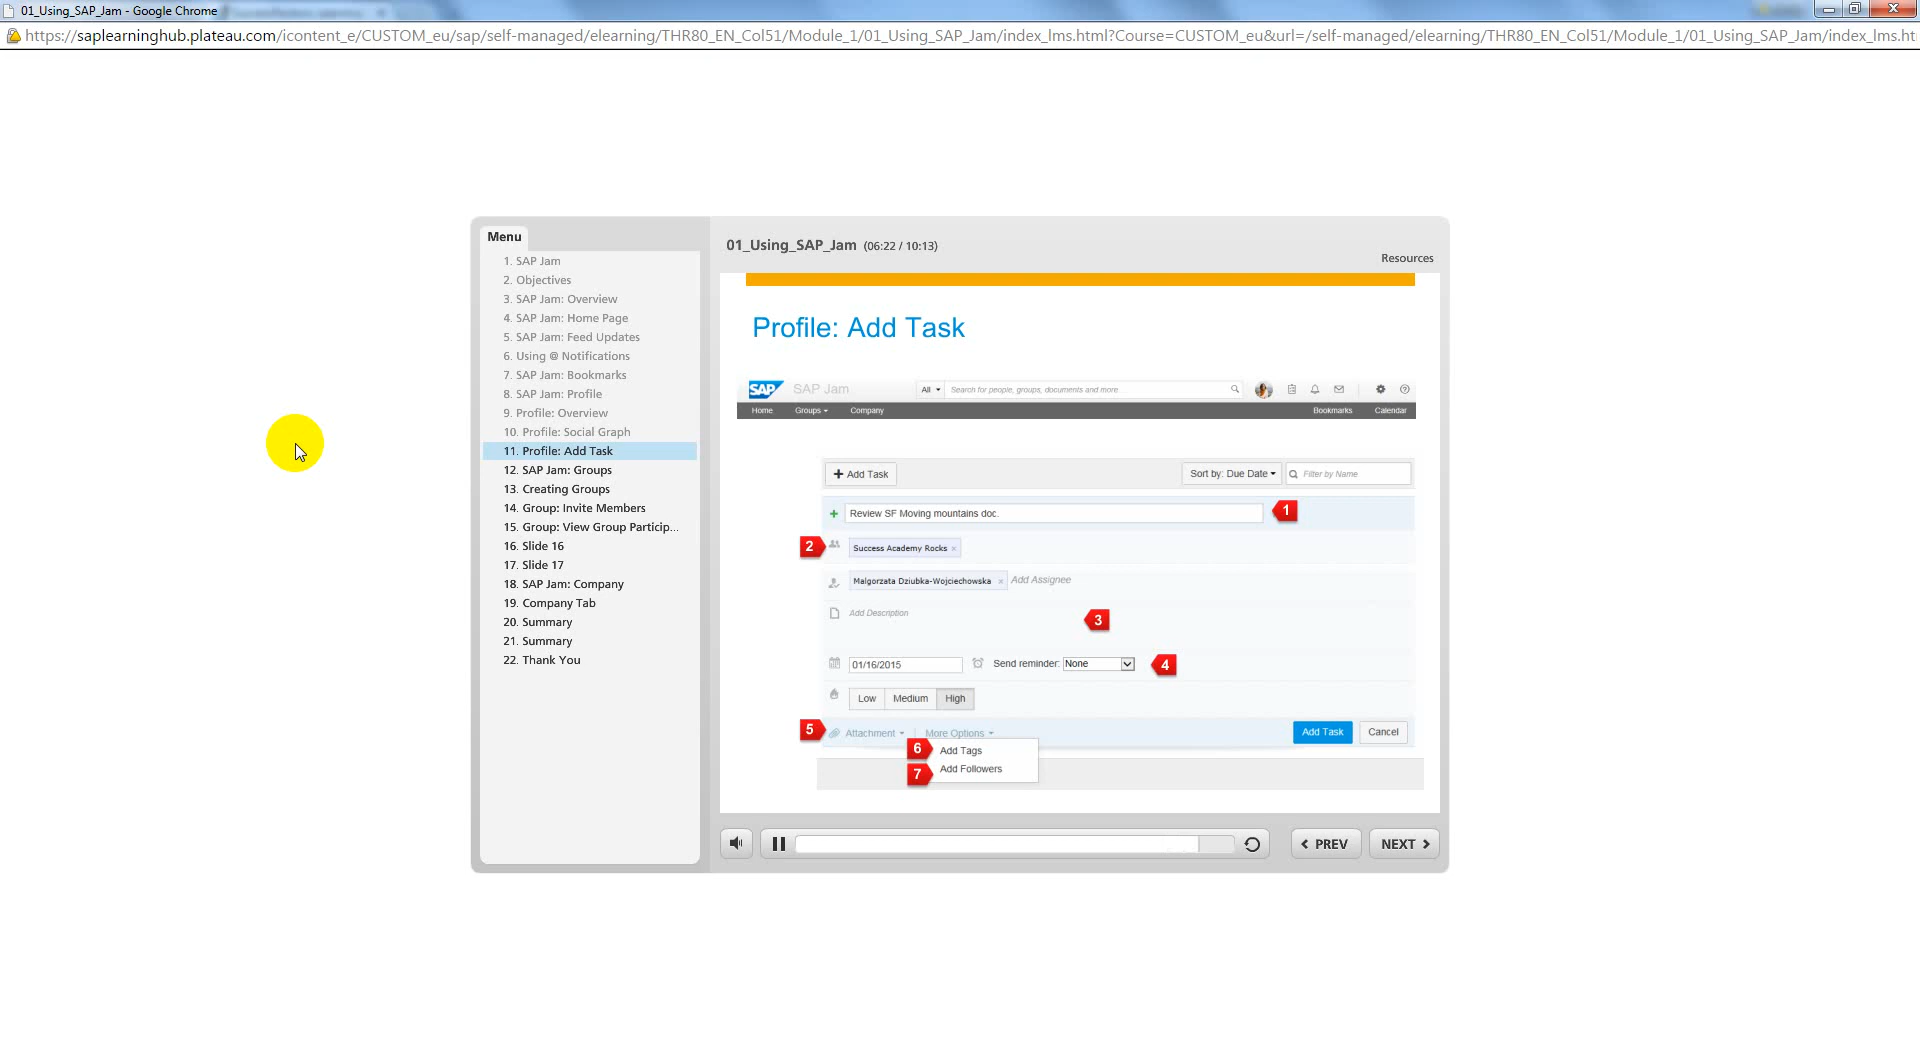 01_Using_SAP_Jam - Google Chrome
https://saplearninghub.plateau.com/icontent_e/CUSTOM_eu/sap/self-managed/elearning/THR80_EN_Col51/Module_1/01_Using_SAP_Jam/index_lms.html?Course=CUSTOM_eu&url=/self-managed/elearning/THR80_EN_Col51/Module_1/01_Using_SAP_Jam/index_lms.ht
Menu
1. SAP Jam
2. Objectives
3. SAP Jam: Overview
4. SAP Jam: Home Page
5. SAP Jam: Feed Updates
6. Using @ Notifications
7. SAP Jam: Bookmarks
8. SAP Jam: Profile
9. Profile: Overview
10. Profile: Social Graph
11. Profile: Add Task
12. SAP Jam: Groups
13. Creating Groups
14. Group: Invite Members
15. Group: View Group Particip...
16. Slide 16
17. Slide 17
18. SAP Jam: Company
19. Company Tab
20. Summary
21. Summary
22. Thank You
01_Using_SAP_Jam (06:22 / 10:13)
Resources
Profile: Add Task
SAP SAP Jam All Search for people, groups, documents and more
Home Groups Company Bookmarks Calendar
+ Add Task Sort by: Due Date Filter by Name
Review SF Moving mountains doc. 1
2 Success Academy Rocks ×
Malgorzata Dziubka-Wojciechowska × Add Assignee
Add Description 3
01/16/2015 Send reminder: None 4
Low Medium High
5 Attachment More Options Add Task Cancel
6 Add Tags
7 Add Followers
PREV NEXT